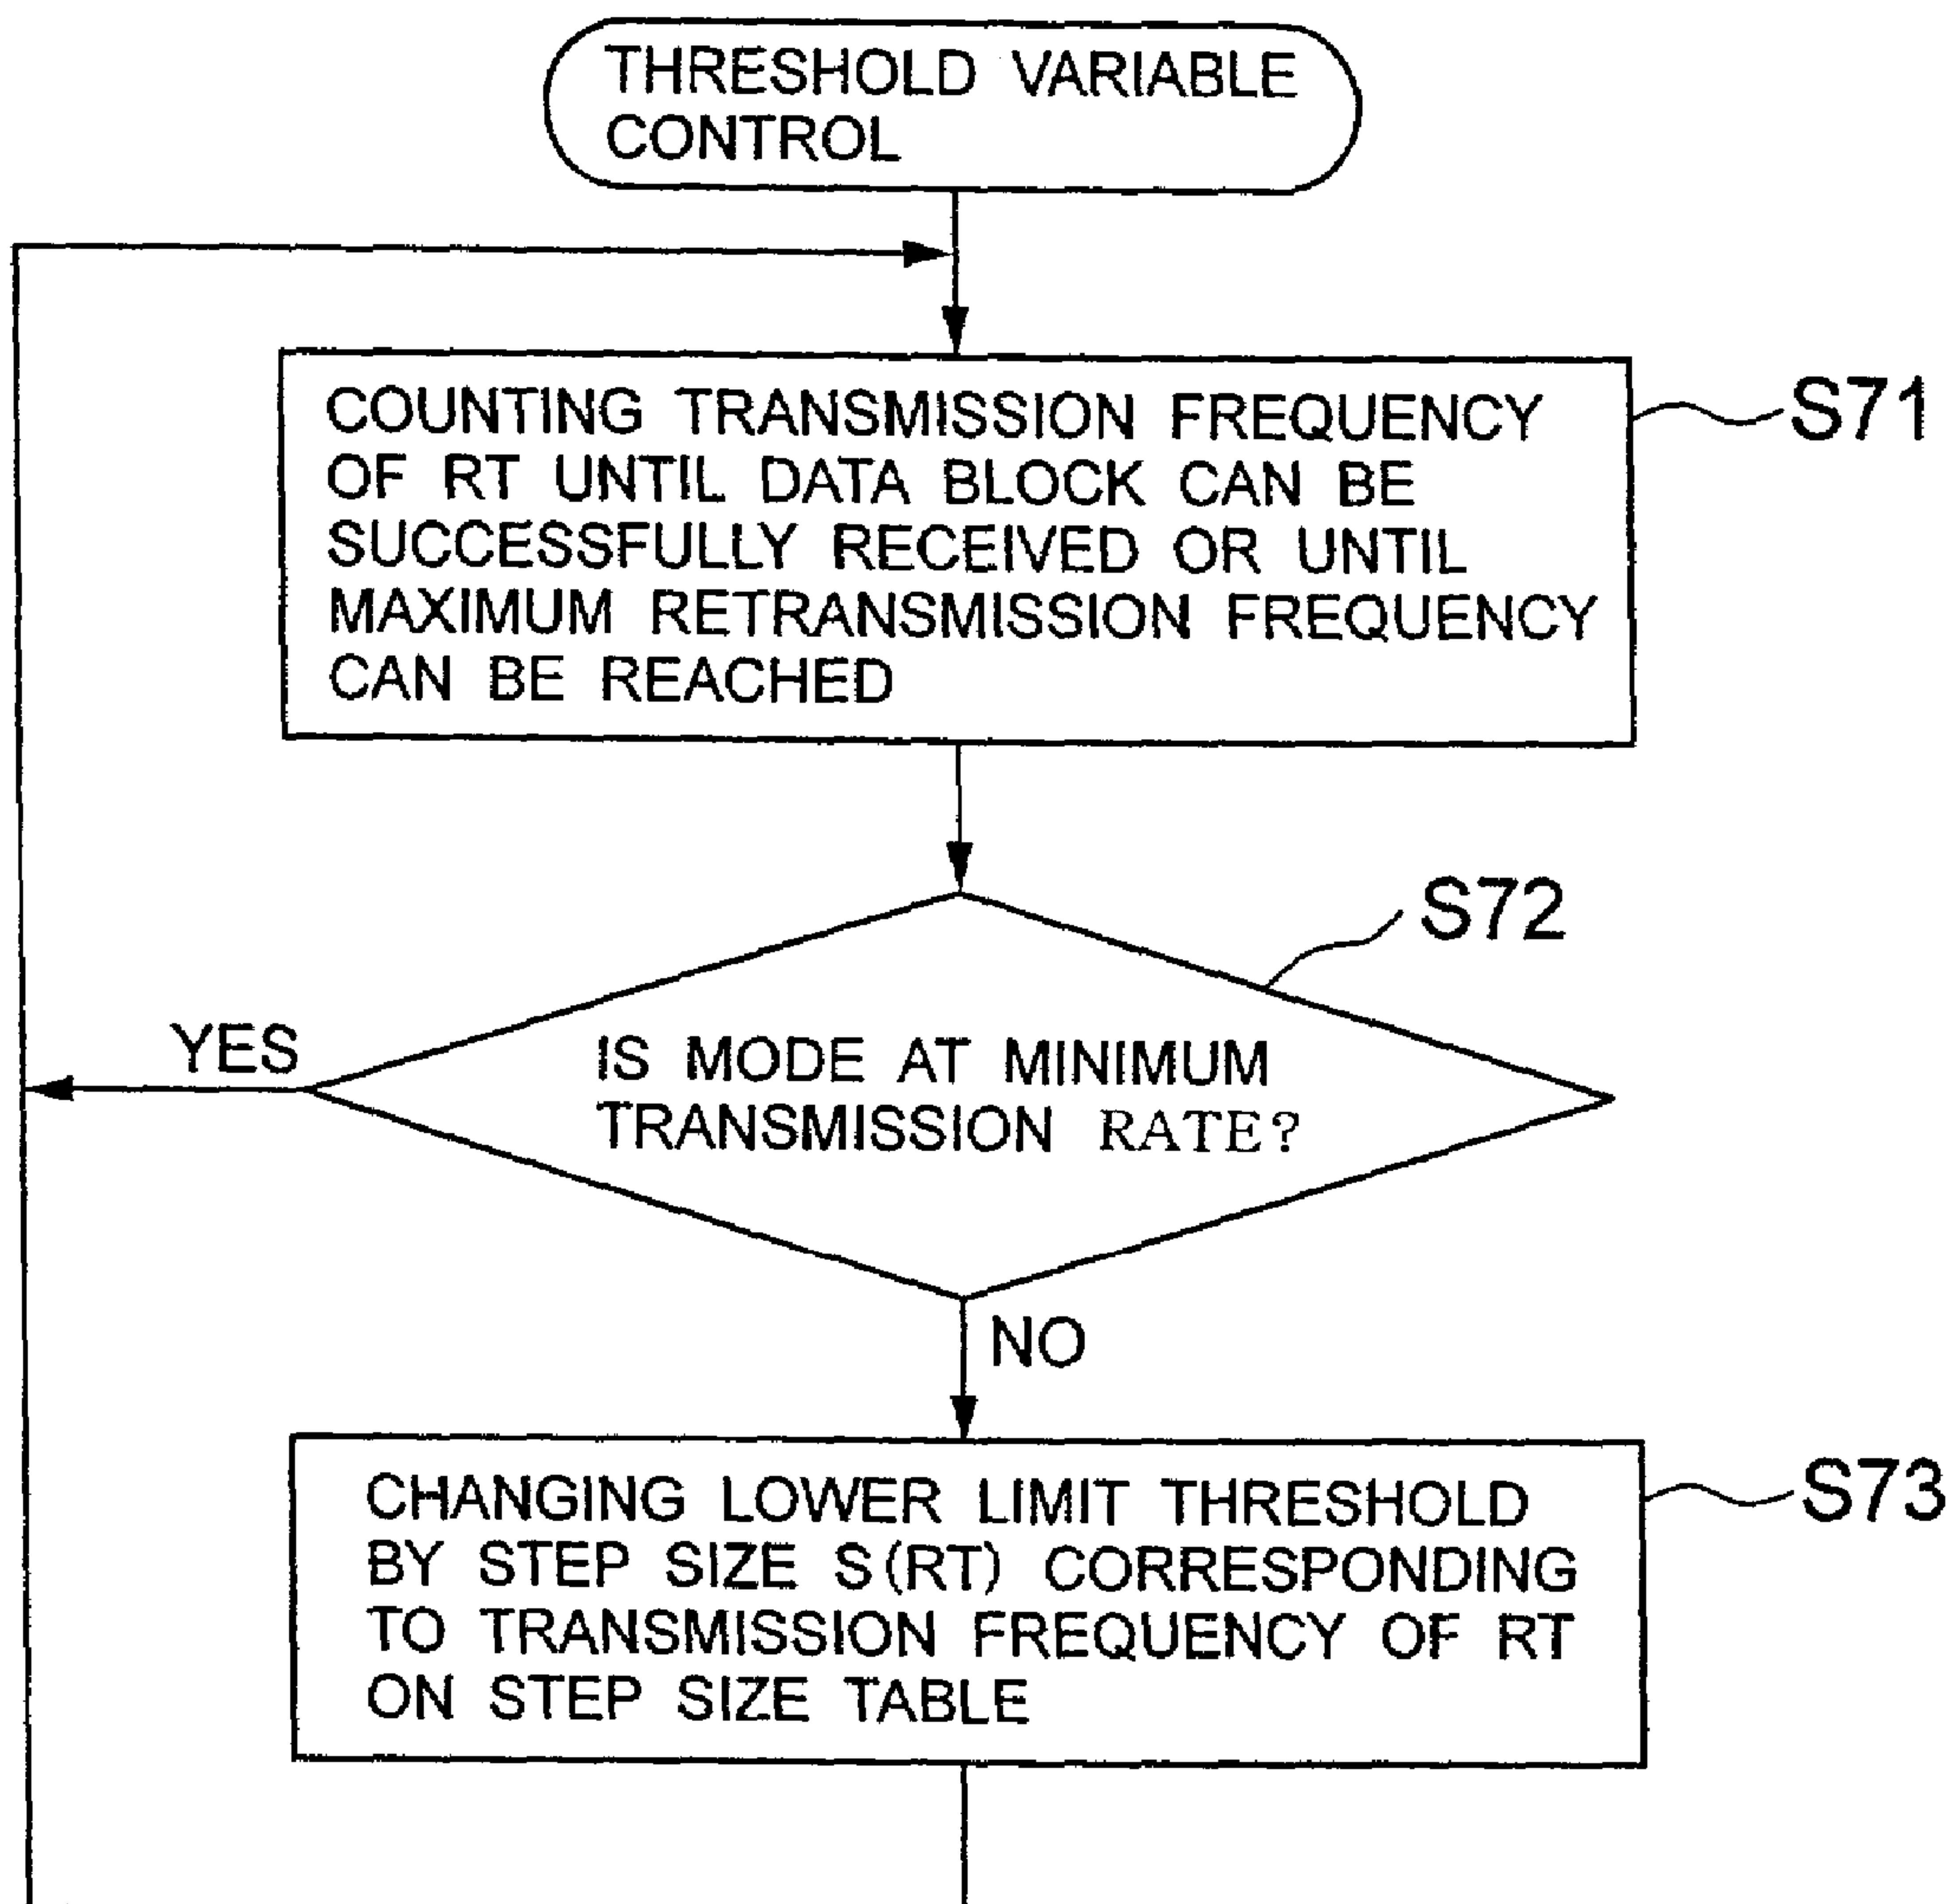 THRESHOLD VARIABLE
CONTROL
COUNTING TRANSMISSION FREQUENCY
OF RT UNTIL DATA BLOCK CAN BE
SUCCESSFULLY RECEIVED OR UNTIL
MAXIMUM RETRANSMISSION FREQUENCY
CAN BE REACHED
S71
S72
YES
IS MODE AT MINIMUM
TRANSMISSION RATE?
NO
CHANGING LOWER LIMIT THRESHOLD
BY STEP SIZE S(RT) CORRESPONDING
TO TRANSMISSION FREQUENCY OF RT
ON STEP SIZE TABLE
S73